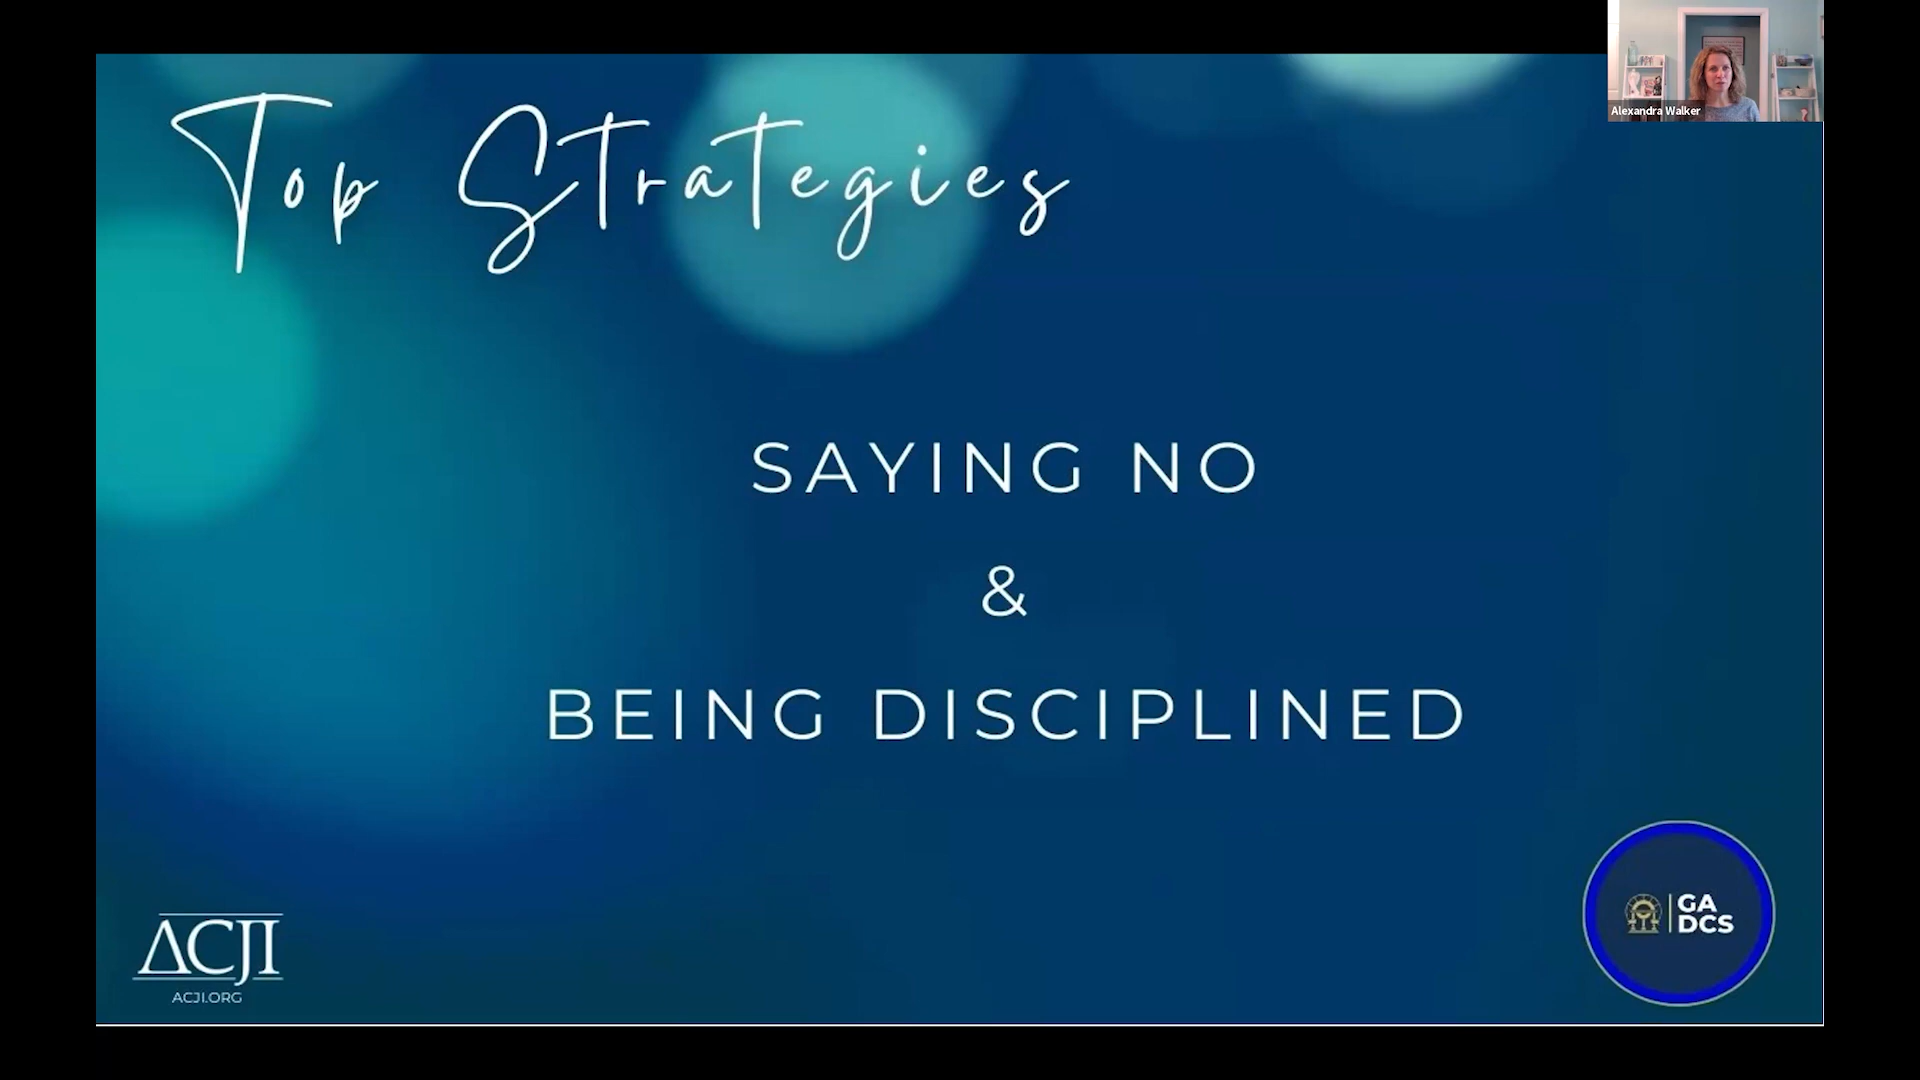 Top Strategies
Alexandra Walker
SAYING NO
&
BEING DISCIPLINED
ACJI
ACJI.ORG
GA
DCS